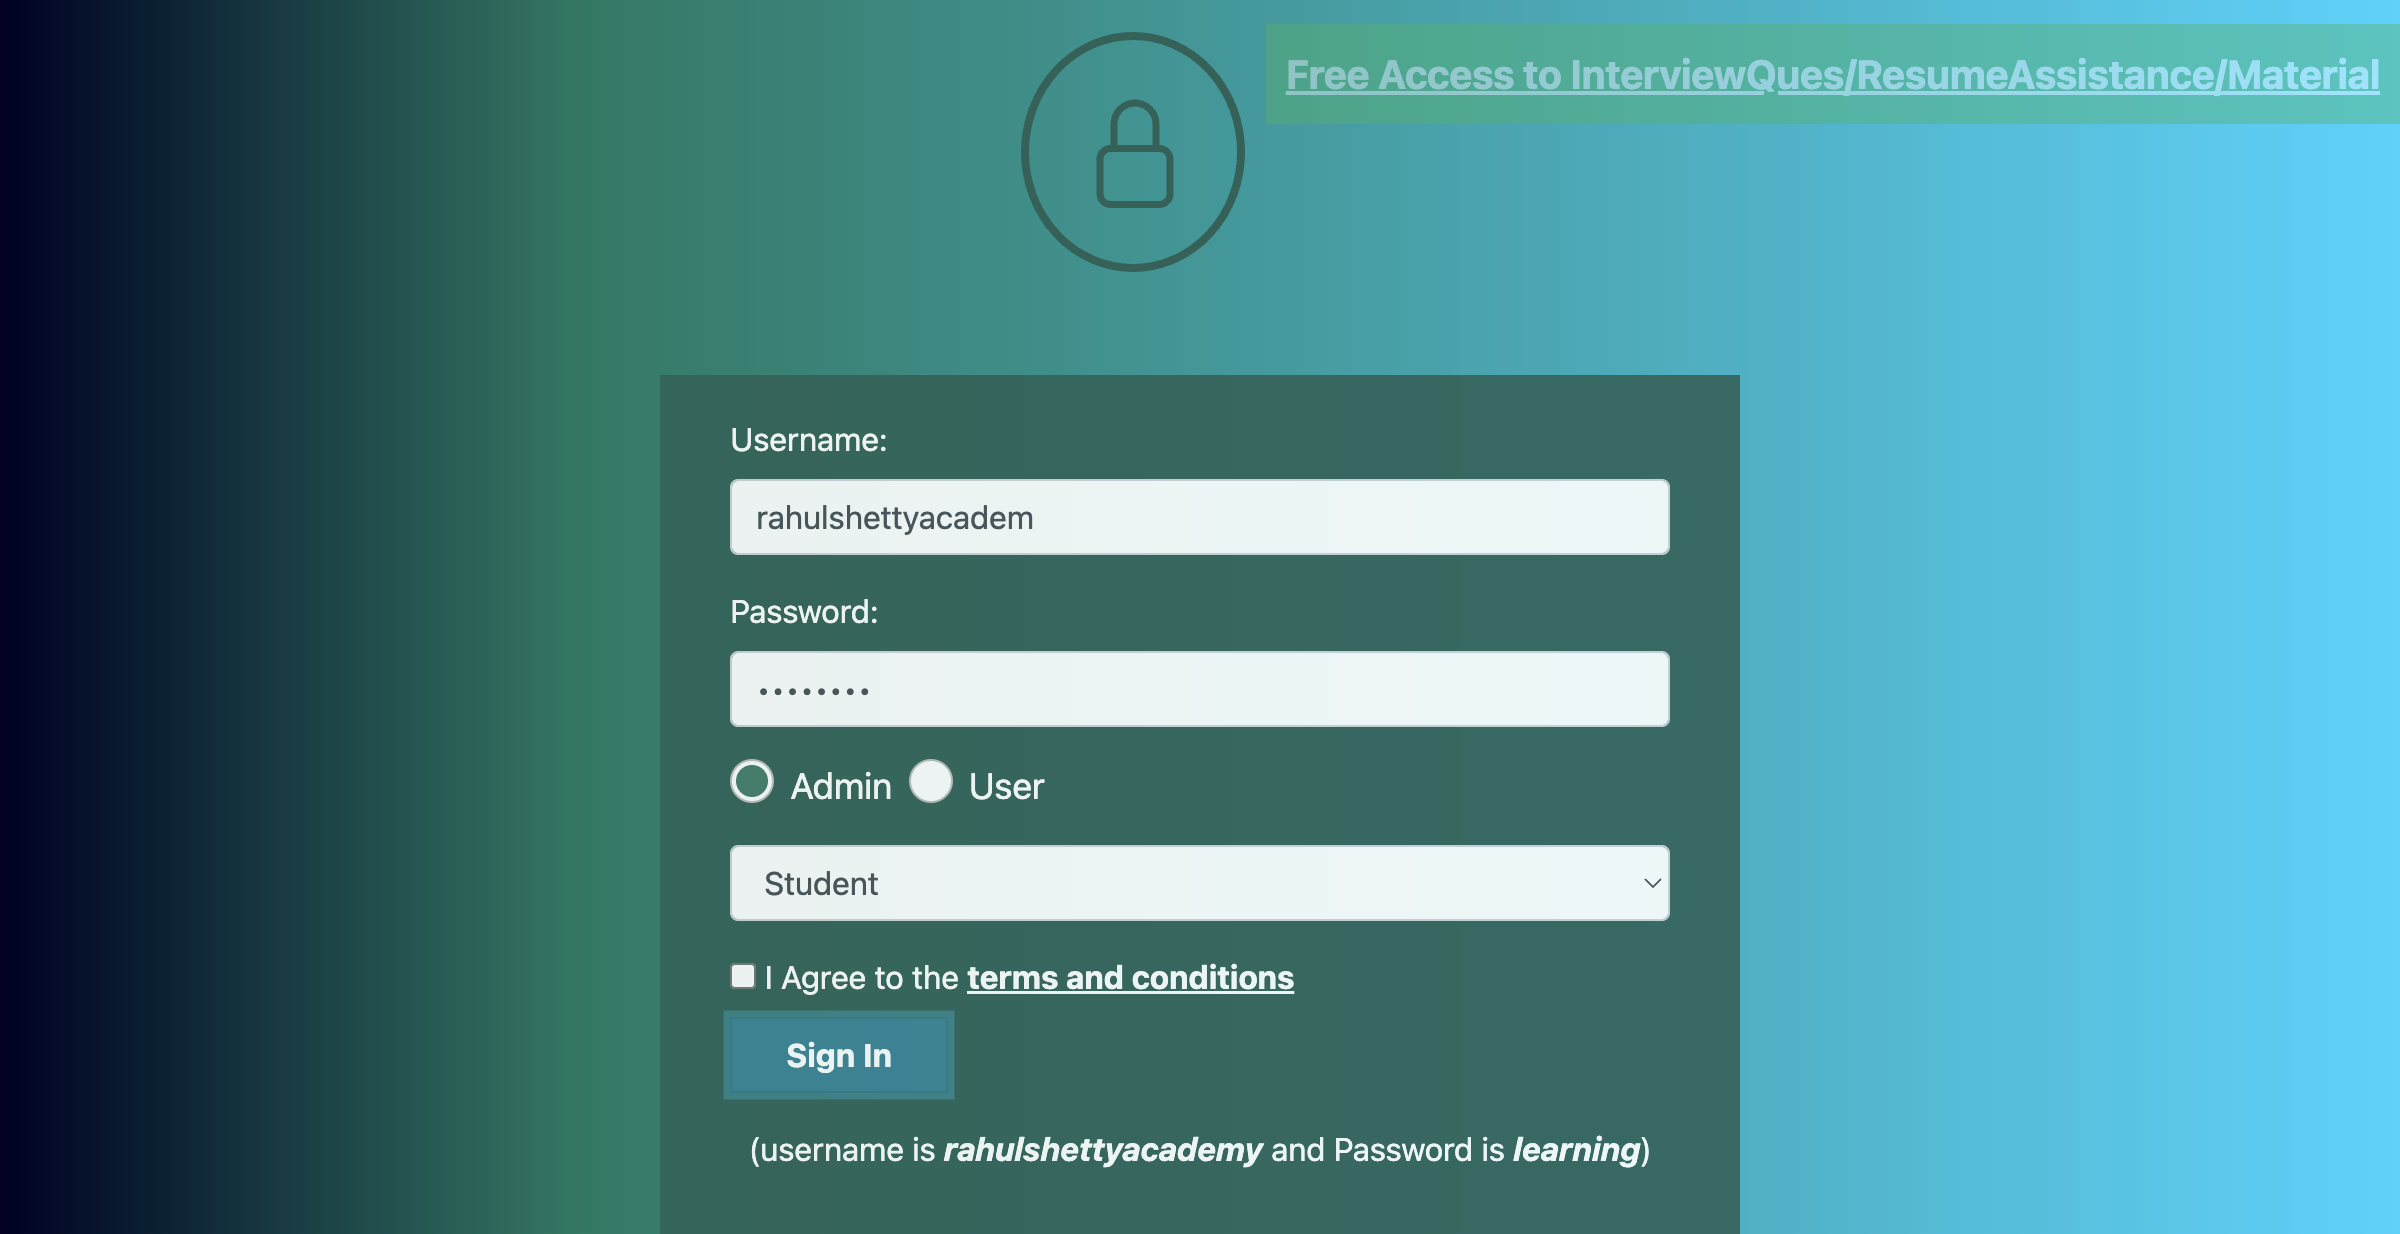 Free Access to InterviewQues/ResumeAssistance/Material
Username:
rahulshettyacadem
Password:
••••••••
Admin User
Student
I Agree to the terms and conditions
Sign In
(username is rahulshettyacademy and Password is learning)